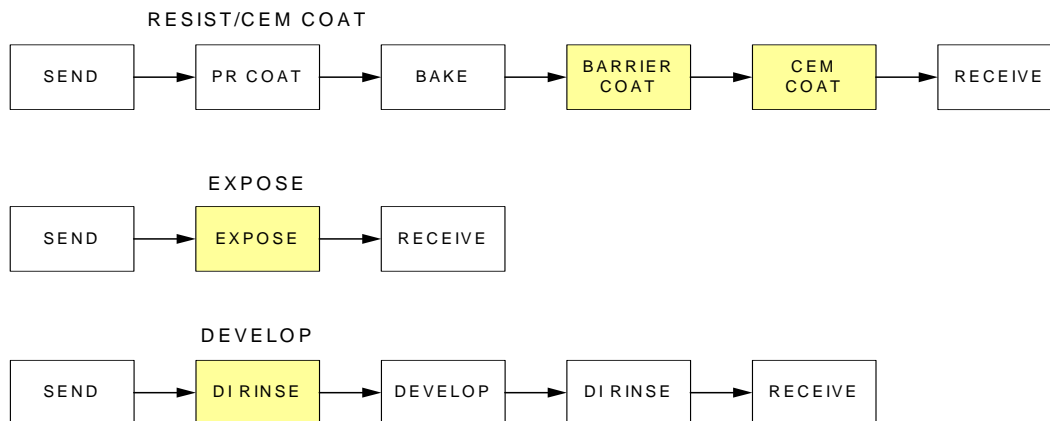 RESIST/CEM COAT
SEND
PR COAT
BAKE
BARRIER
COAT
CEM
COAT
RECEIVE
EXPOSE
SEND
EXPOSE
RECEIVE
DEVELOP
SEND
DI RINSE
DEVELOP
DI RINSE
RECEIVE